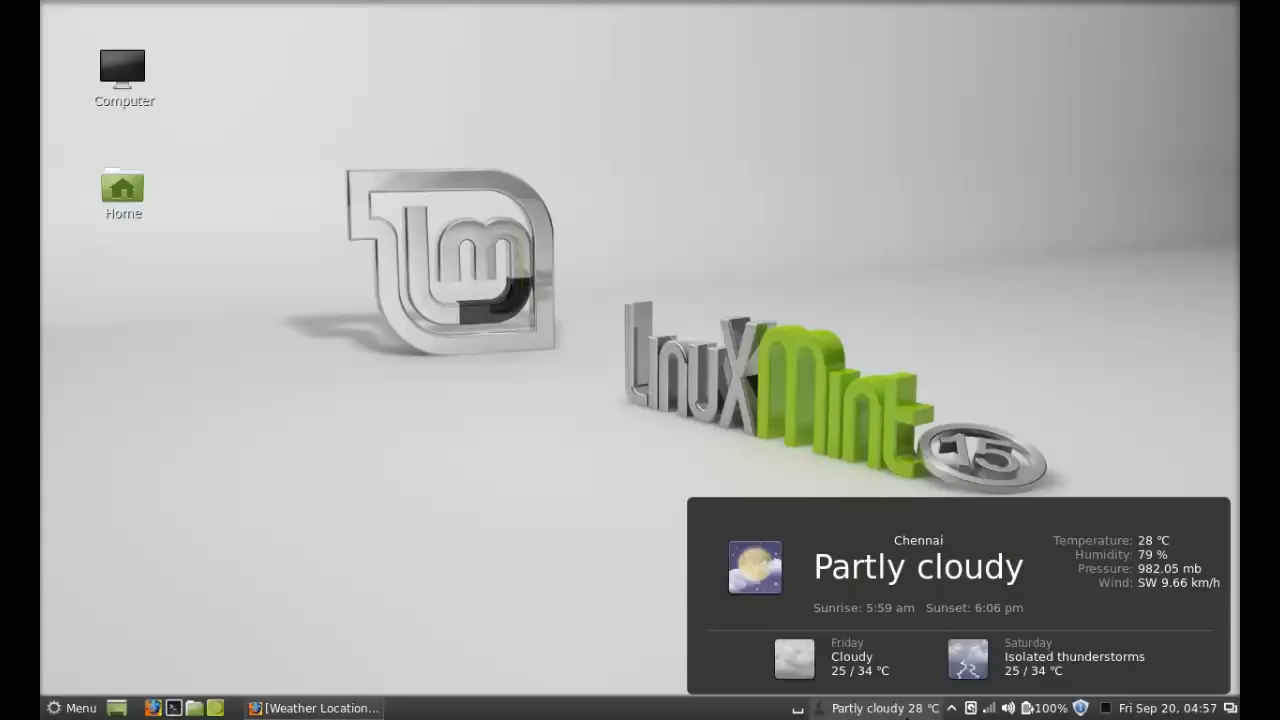 Computer
Home
Linux Mint 15
Chennai
Partly cloudy
Sunrise: 5:59 am Sunset: 6:06 pm
Temperature: 28 ℃
Humidity: 79 %
Pressure: 982.05 mb
Wind: SW 9.66 km/h
Friday
Cloudy
25 / 34 ℃
Saturday
Isolated thunderstorms
25 / 34 ℃
Menu [Weather Location... Partly cloudy 28 ℃ 100% Fri Sep 20, 04:57